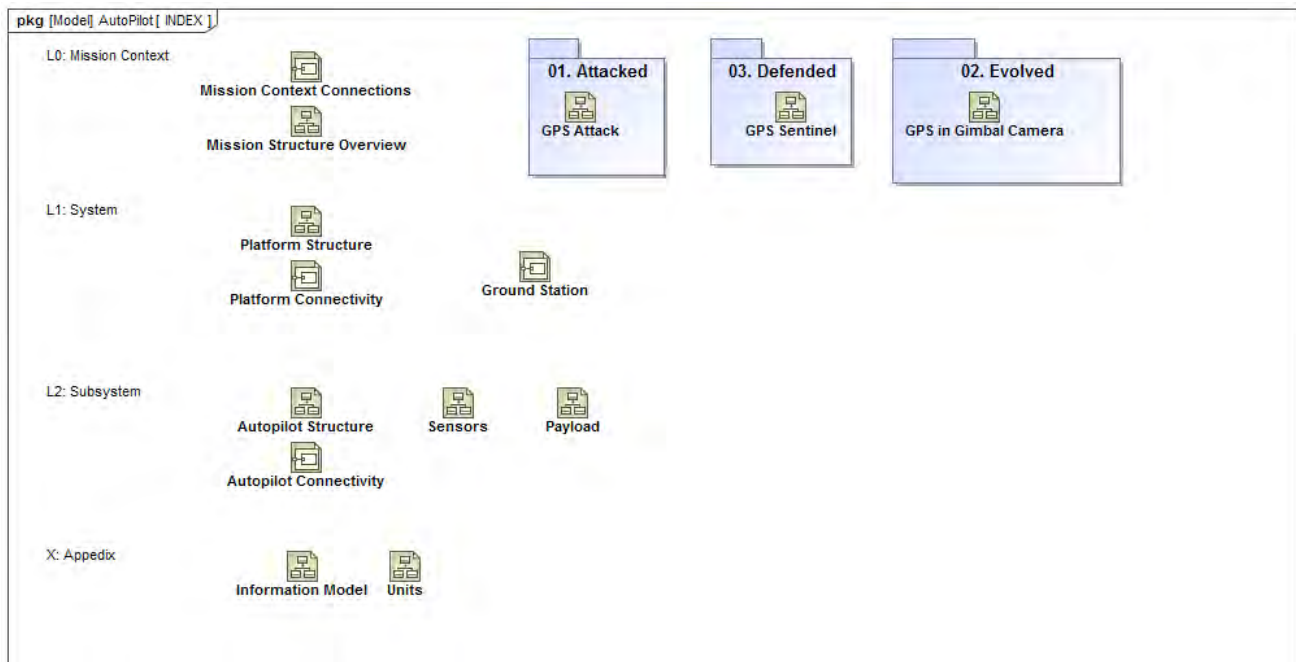 pkg [Model] AutoPilot [ INDEX ]
L0: Mission Context
Mission Context Connections
Mission Structure Overview
01. Attacked
GPS Attack
03. Defended
GPS Sentinel
02. Evolved
GPS in Gimbal Camera
L1: System
Platform Structure
Platform Connectivity
Ground Station
L2: Subsystem
Autopilot Structure
Sensors
Payload
Autopilot Connectivity
X: Appedix
Information Model
Units